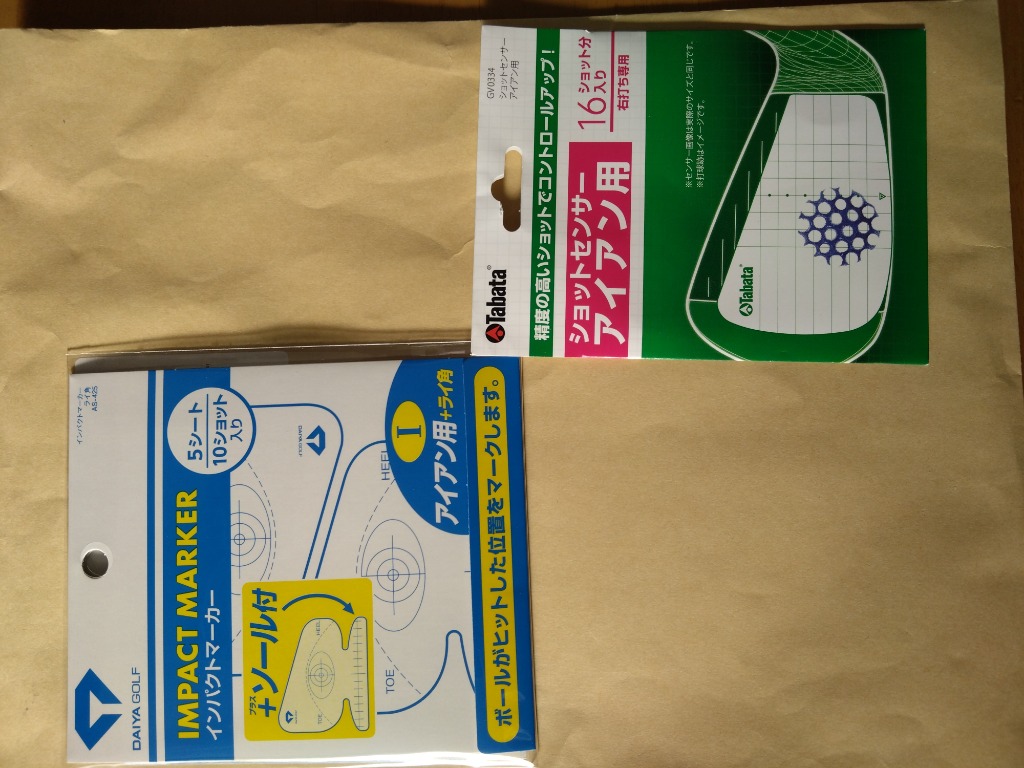 DAIYA GOLF
インパクトマーカー
ライ角
AS-425
IMPACT MARKER
インパクトマーカー
5シート
10ショット
入り
DAIYA GOLF
HEEL
TOE
プラス
+ソール付
HEEL
TOE
I
アイアン用+ライ角
ボールがヒットした位置をマークします。
Tabata®
GV0334
ショットセンサー
アイアン用
精度の高いショットでコントロールアップ!
ショットセンサー
アイアン用
16ショット分入り
右打ち専用
※センサー画像は実際のサイズと同じです。
※打球跡はイメージです。
Tabata®